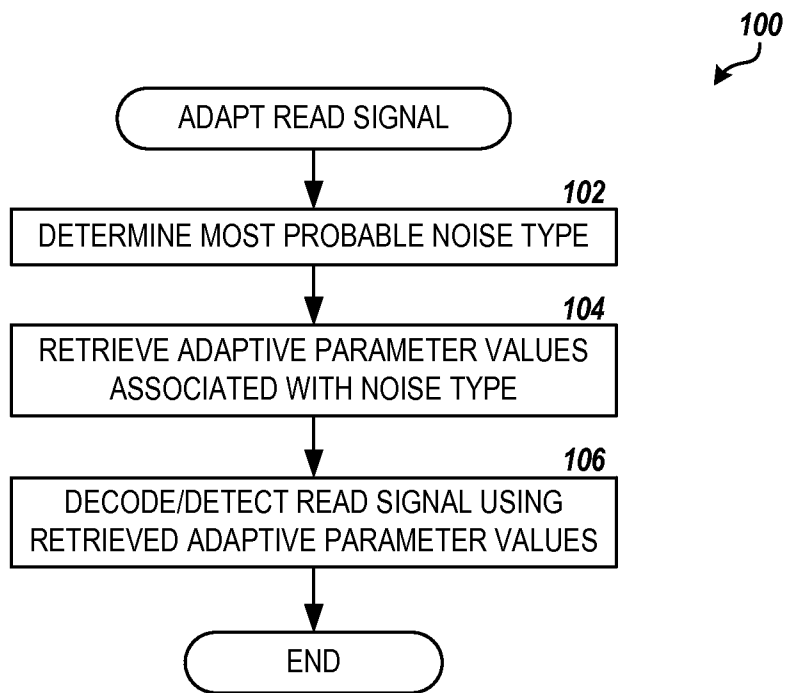 100
ADAPT READ SIGNAL
102
DETERMINE MOST PROBABLE NOISE TYPE
104
RETRIEVE ADAPTIVE PARAMETER VALUES
ASSOCIATED WITH NOISE TYPE
106
DECODE/DETECT READ SIGNAL USING
RETRIEVED ADAPTIVE PARAMETER VALUES
END